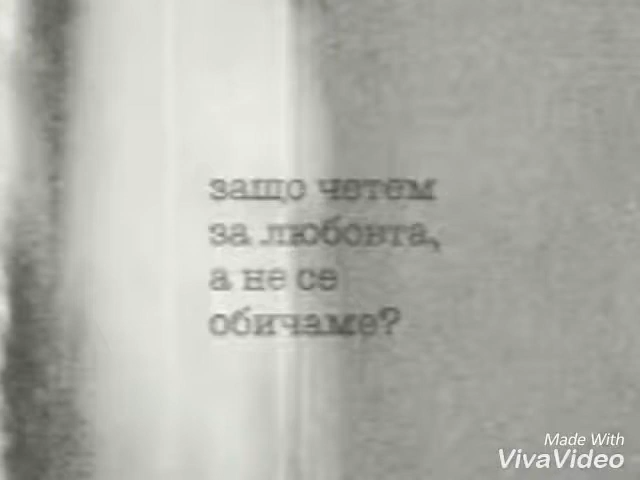 защо четем
за любовта,
а не се
обичаме?
Made With
VivaVideo